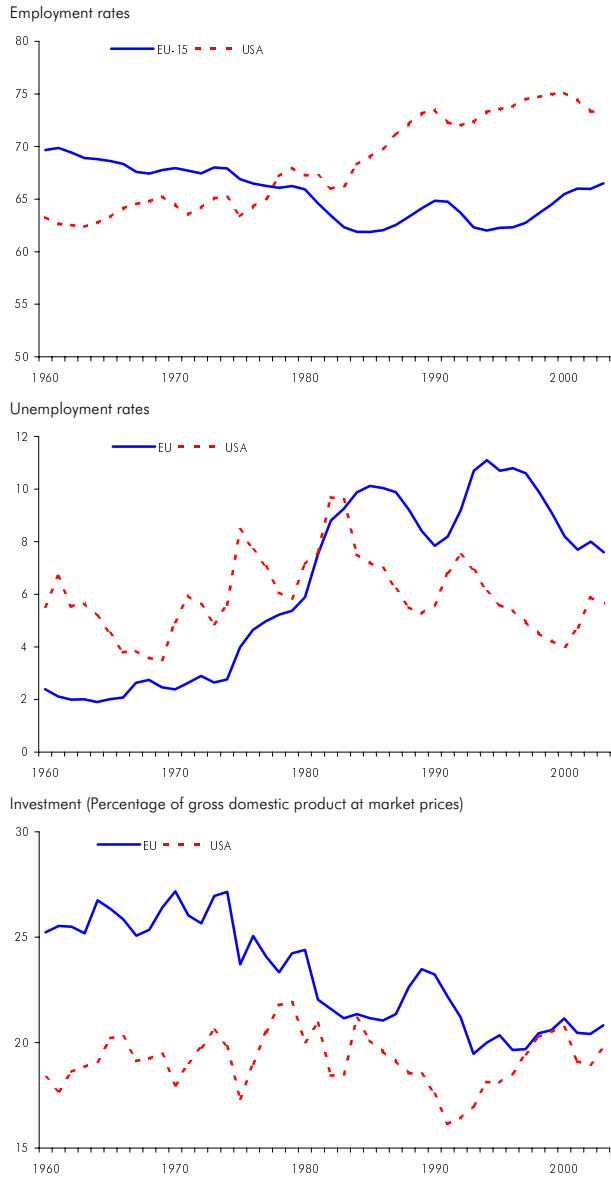 Employment rates
80
EU-15 USA
75
70
65
60
55
50
1960 1970 1980 1990 2000
Unemployment rates
12
EU USA
10
8
6
4
2
0
1960 1970 1980 1990 2000
Investment (Percentage of gross domestic product at market prices)
30
EU USA
25
20
15
1960 1970 1980 1990 2000